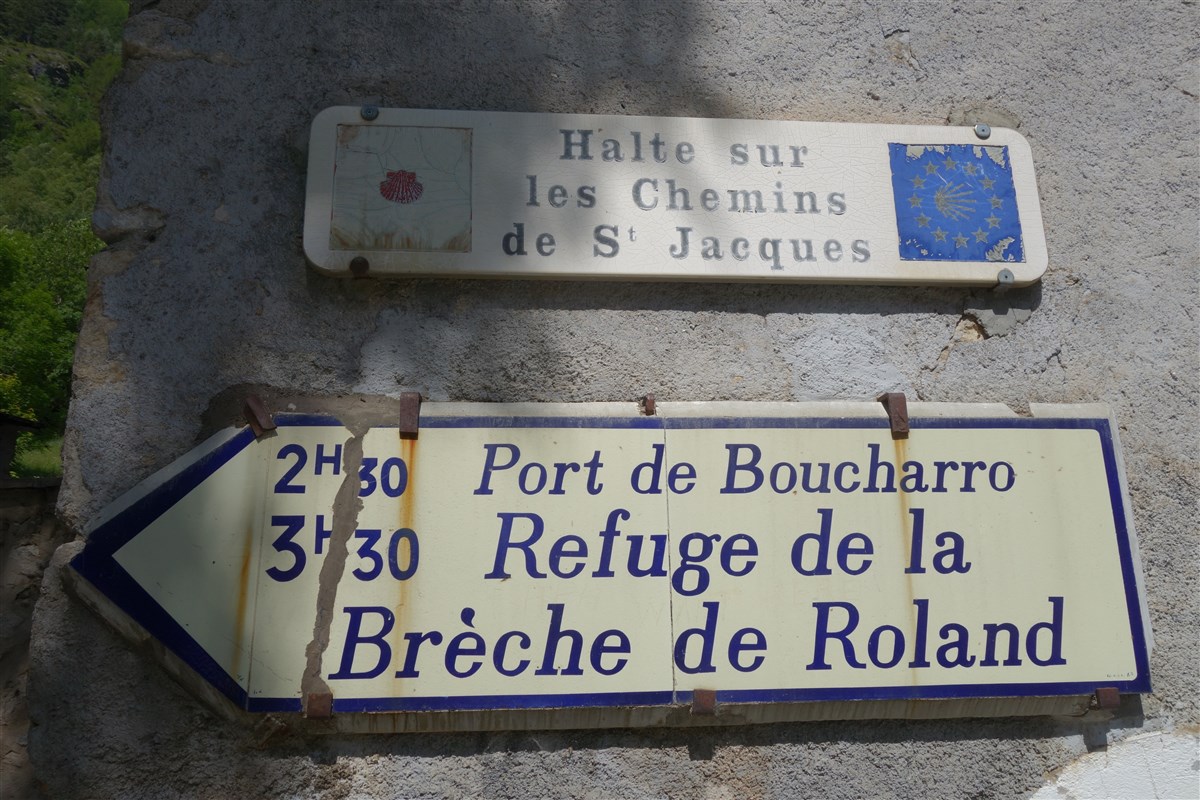 Halte sur
les Chemins
de St Jacques
2H30 Port de Boucharro
3H30 Refuge de la
Brèche de Roland